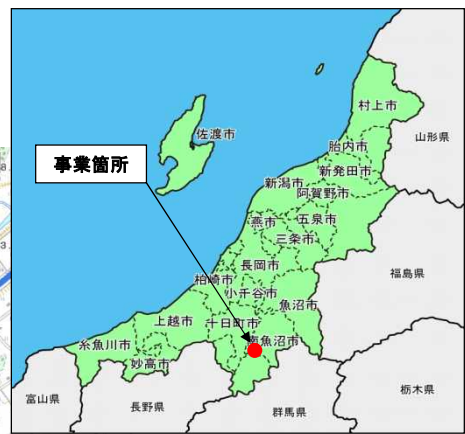 村上市
山形県
佐渡市
胎内市
新発田市
事業箇所
新潟市
阿賀野市
五泉市
燕市
三条市
長岡市
福島県
柏崎市
小千谷市
魚沼市
上越市
十日町市
南魚沼市
糸魚川市
妙高市
栃木県
富山県
長野県
群馬県